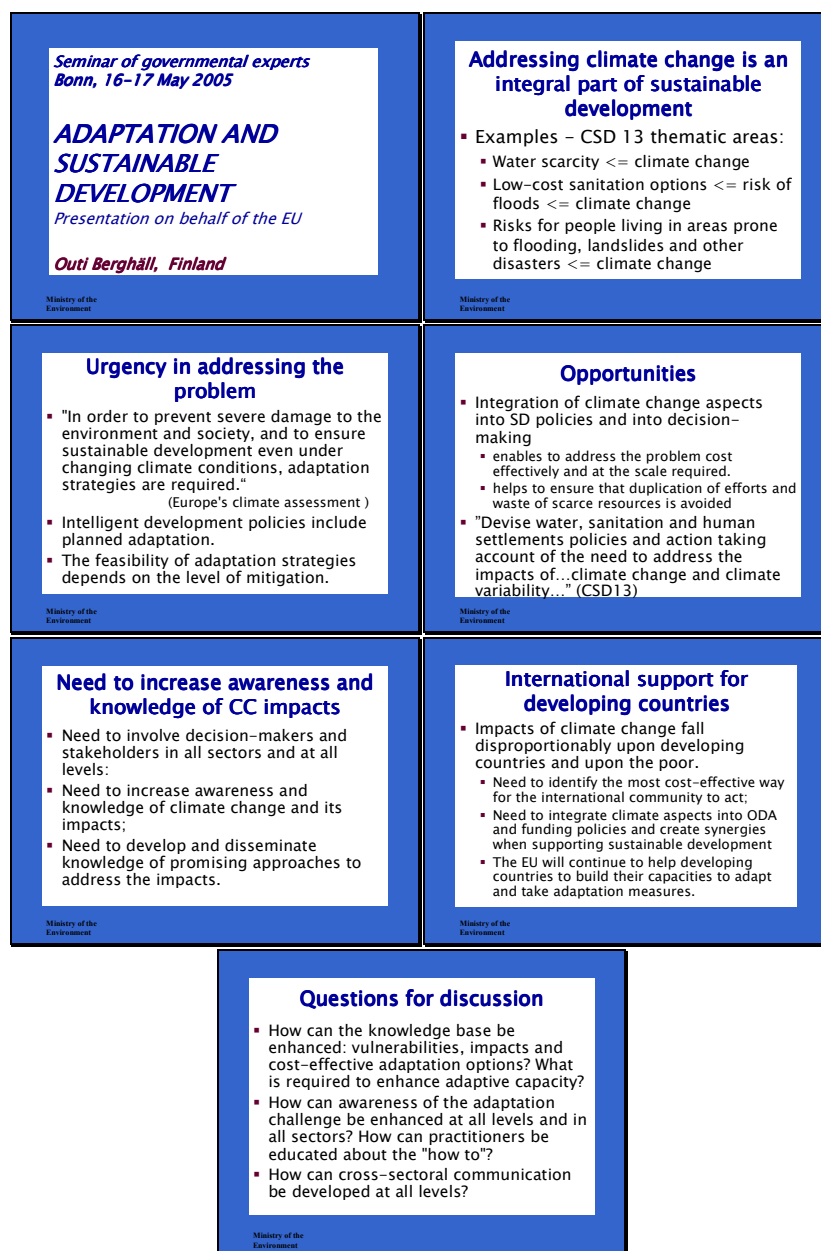 Seminar of governmental experts
Bonn, 16-17 May 2005
ADAPTATION AND
SUSTAINABLE
DEVELOPMENT
Presentation on behalf of the EU
Outi Berghäll, Finland
Ministry of the
Environment
Addressing climate change is an
integral part of sustainable
development
▪ Examples - CSD 13 thematic areas:
▪ Water scarcity <= climate change
▪ Low-cost sanitation options <= risk of
floods <= climate change
▪ Risks for people living in areas prone
to flooding, landslides and other
disasters <= climate change
Ministry of the
Environment
Urgency in addressing the
problem
▪ "In order to prevent severe damage to the
environment and society, and to ensure
sustainable development even under
changing climate conditions, adaptation
strategies are required.“
(Europe's climate assessment )
▪ Intelligent development policies include
planned adaptation.
▪ The feasibility of adaptation strategies
depends on the level of mitigation.
Ministry of the
Environment
Opportunities
▪ Integration of climate change aspects
into SD policies and into decision-
making
▪ enables to address the problem cost
effectively and at the scale required.
▪ helps to ensure that duplication of efforts and
waste of scarce resources is avoided
▪ ”Devise water, sanitation and human
settlements policies and action taking
account of the need to address the
impacts of…climate change and climate
variability…” (CSD13)
Ministry of the
Environment
Need to increase awareness and
knowledge of CC impacts
▪ Need to involve decision-makers and
stakeholders in all sectors and at all
levels:
▪ Need to increase awareness and
knowledge of climate change and its
impacts;
▪ Need to develop and disseminate
knowledge of promising approaches to
address the impacts.
Ministry of the
Environment
International support for
developing countries
▪ Impacts of climate change fall
disproportionably upon developing
countries and upon the poor.
▪ Need to identify the most cost-effective way
for the international community to act;
▪ Need to integrate climate aspects into ODA
and funding policies and create synergies
when supporting sustainable development
▪ The EU will continue to help developing
countries to build their capacities to adapt
and take adaptation measures.
Ministry of the
Environment
Questions for discussion
▪ How can the knowledge base be
enhanced: vulnerabilities, impacts and
cost-effective adaptation options? What
is required to enhance adaptive capacity?
▪ How can awareness of the adaptation
challenge be enhanced at all levels and in
all sectors? How can practitioners be
educated about the "how to"?
▪ How can cross-sectoral communication
be developed at all levels?
Ministry of the
Environment